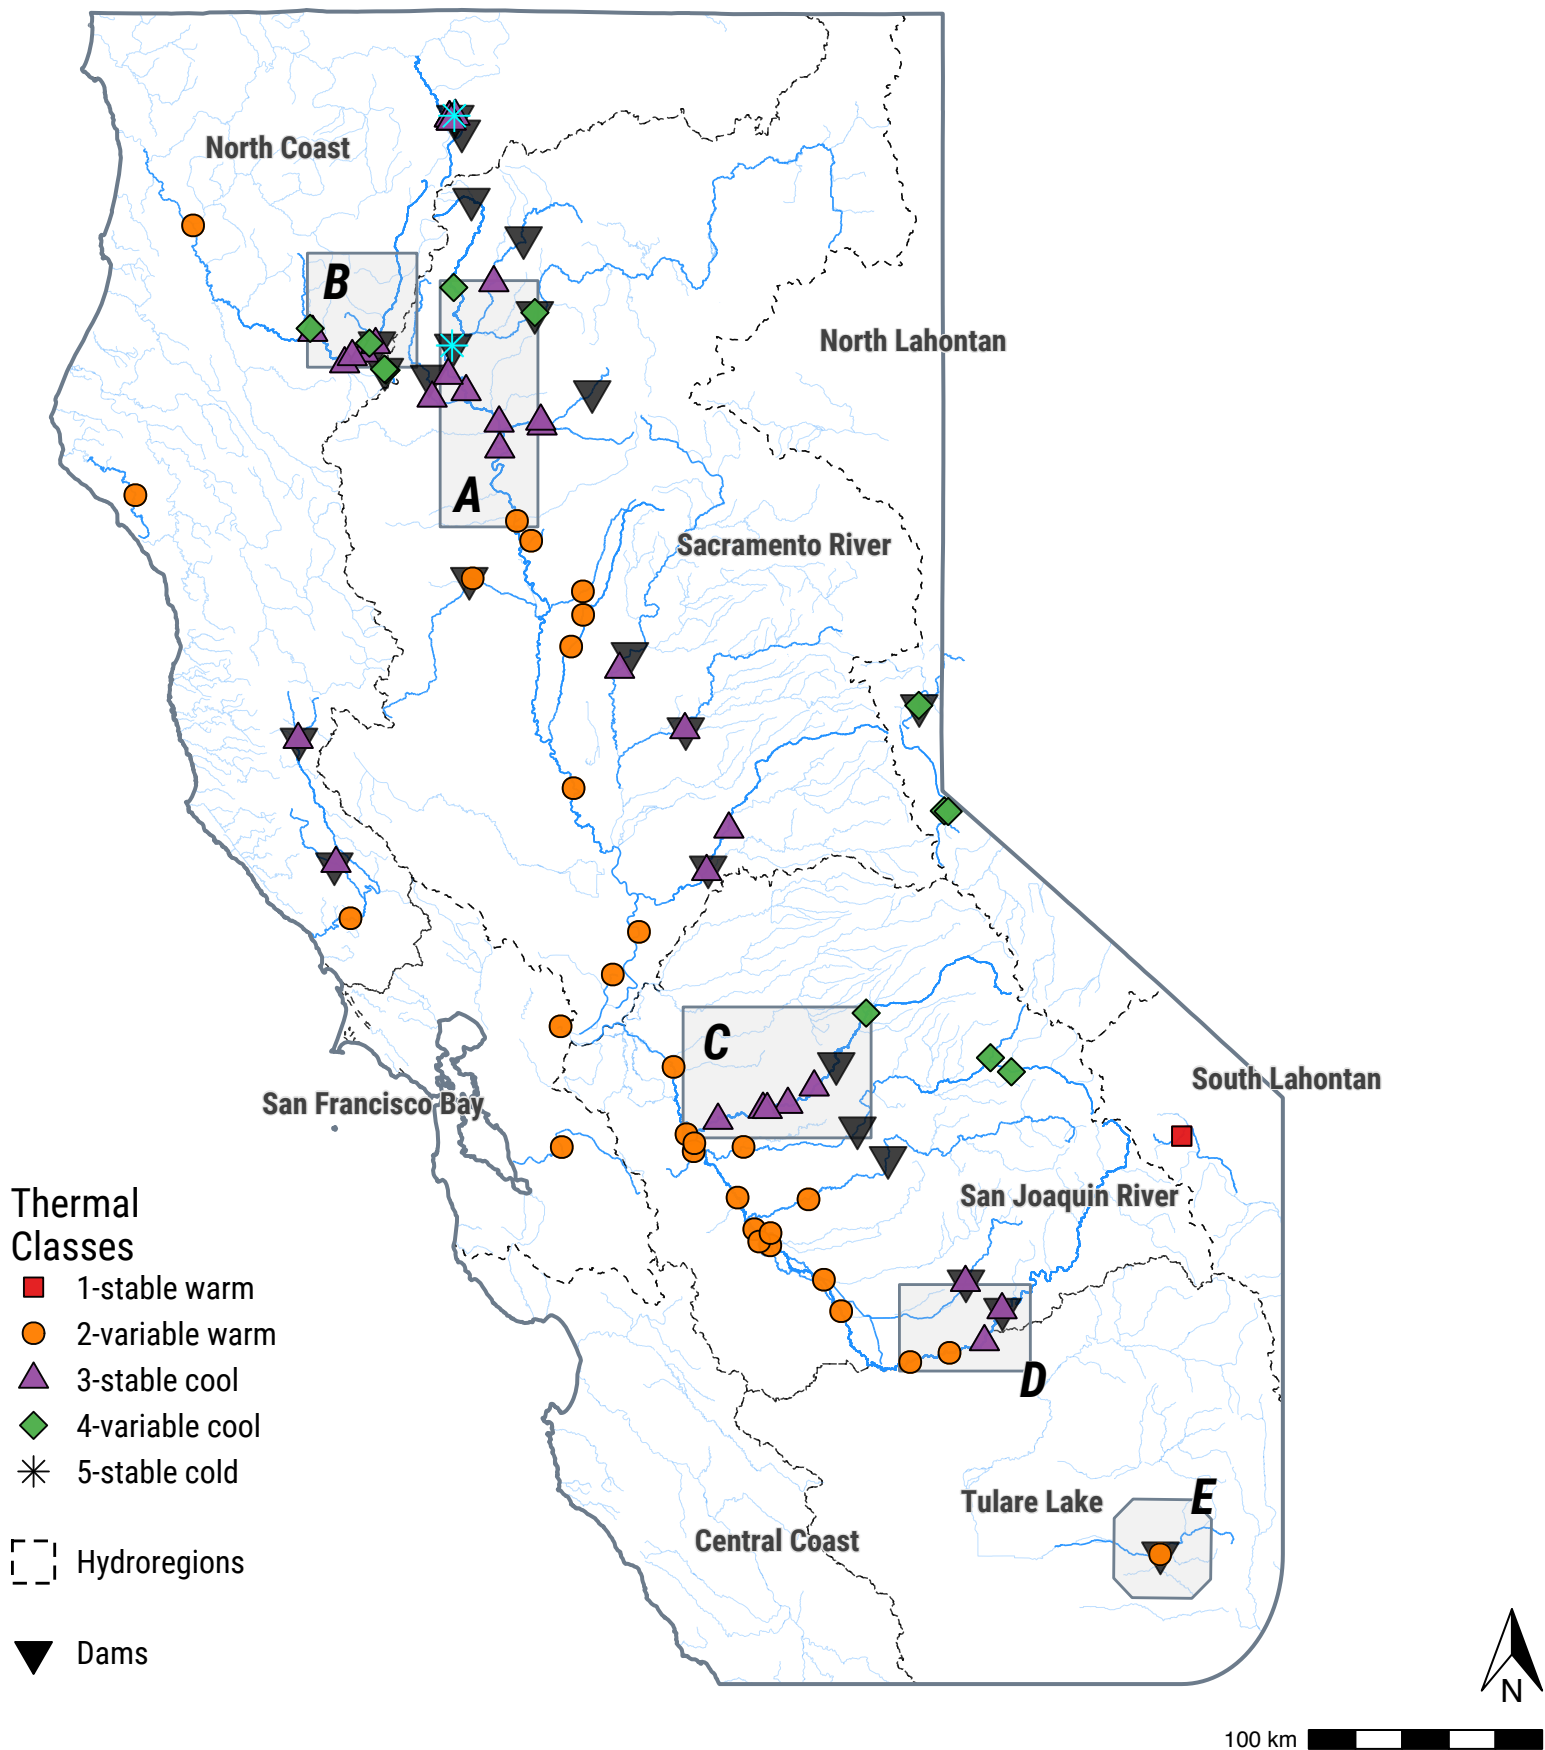 North Coast
B
North Lahontan
A
Sacramento River
C
South Lahontan
San Francisco Bay
Thermal
Classes
San Joaquin River
1-stable warm
2-variable warm
3-stable cool
D
4-variable cool
5-stable cold
E
Tulare Lake
Central Coast
Hydroregions
Dams
N
100 km